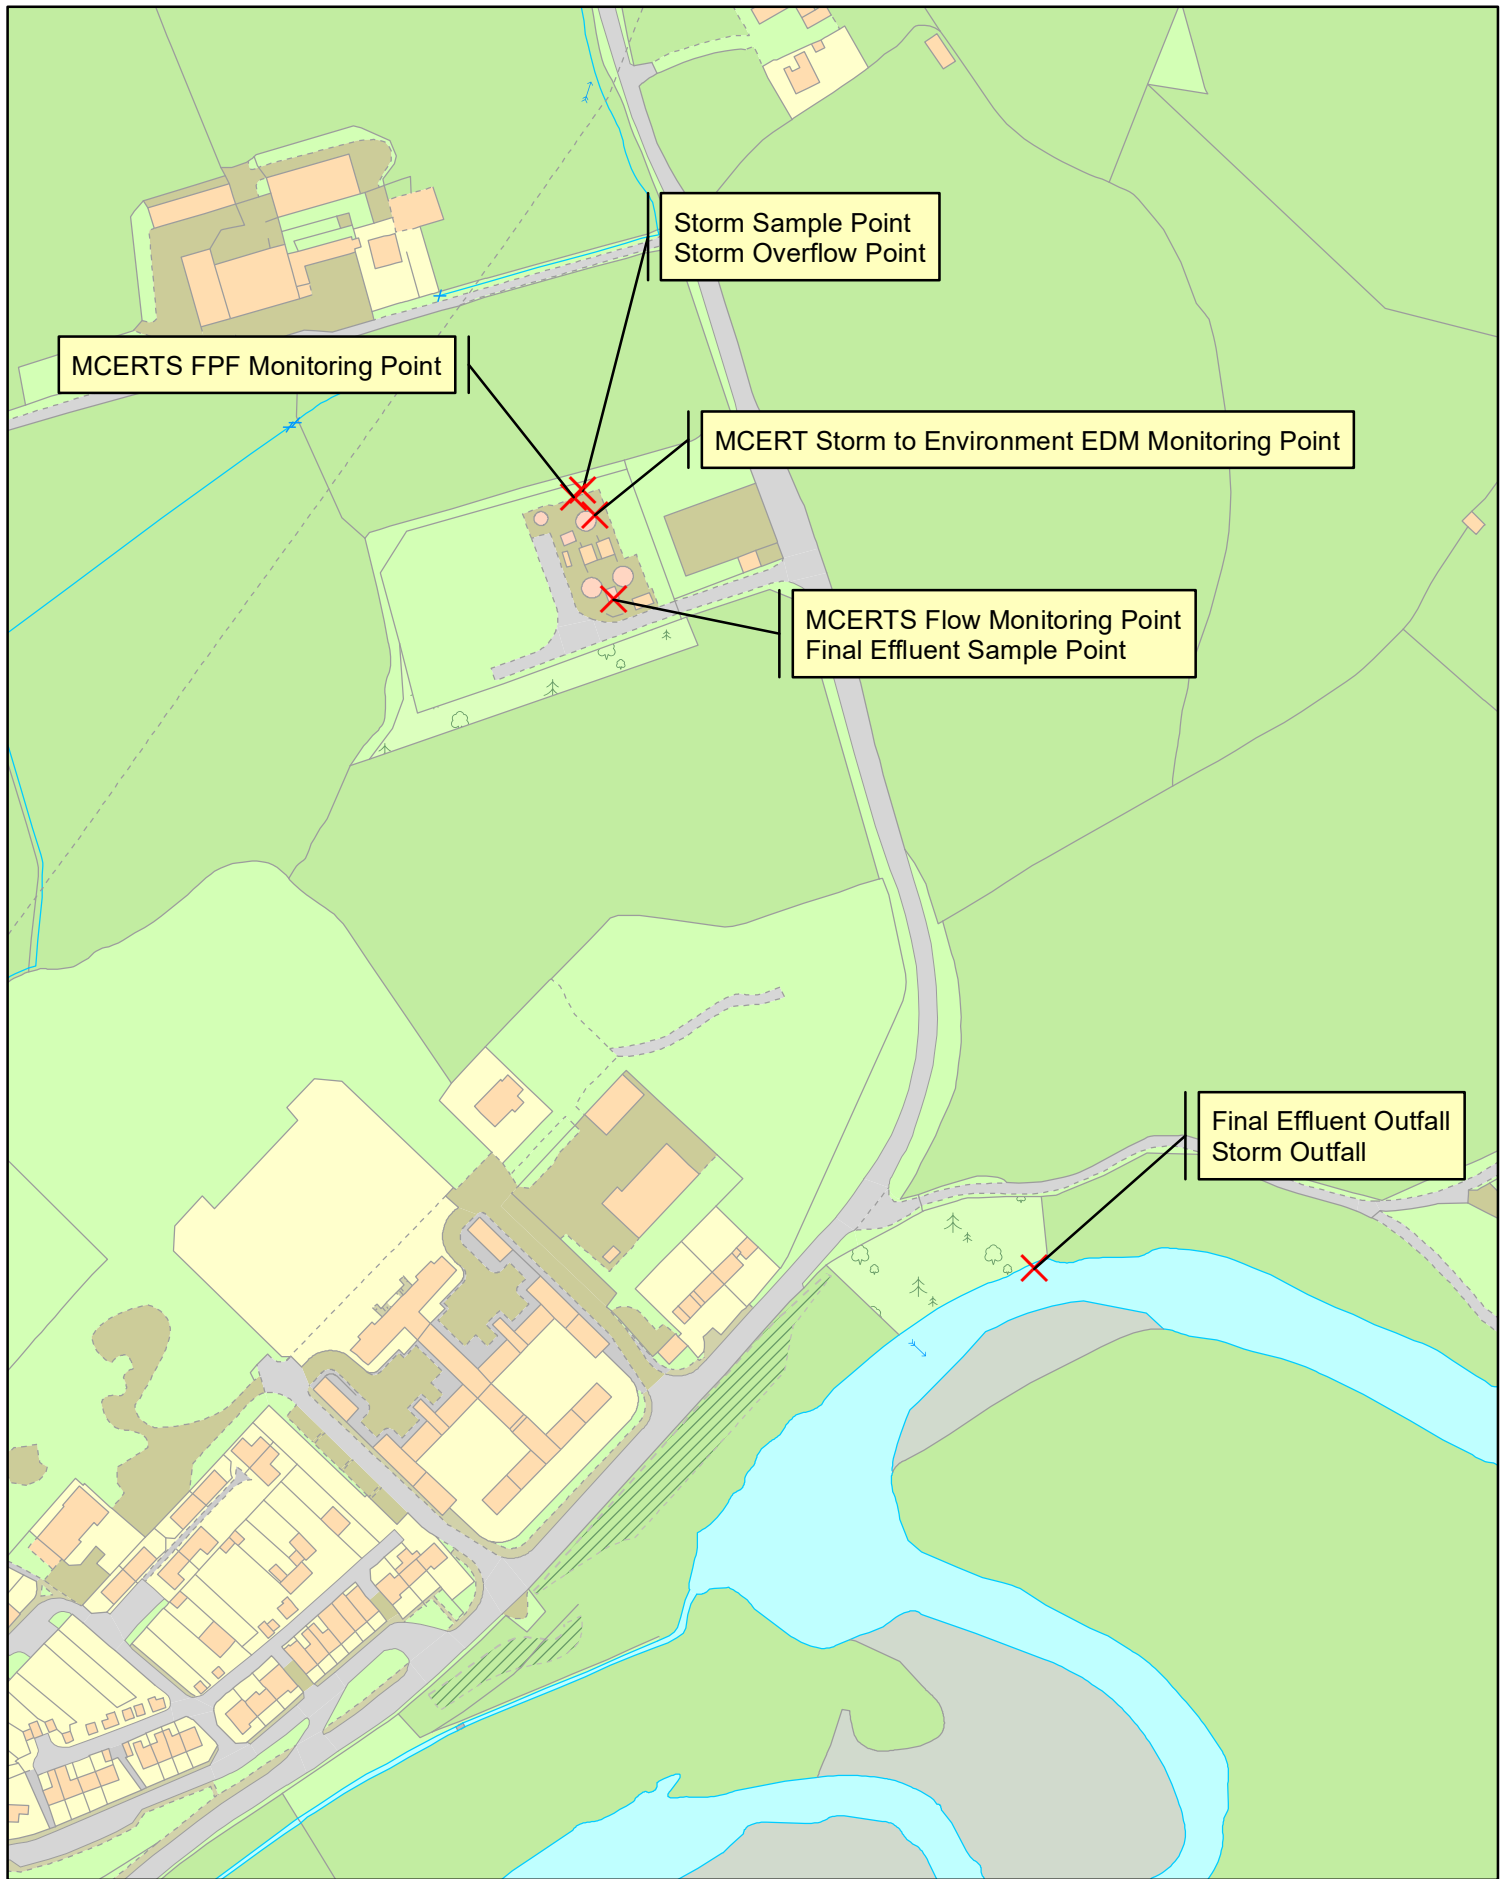 Storm Sample Point
Storm Overflow Point
MCERTS FPF Monitoring Point
MCERT Storm to Environment EDM Monitoring Point
MCERTS Flow Monitoring Point
Final Effluent Sample Point
Final Effluent Outfall
Storm Outfall